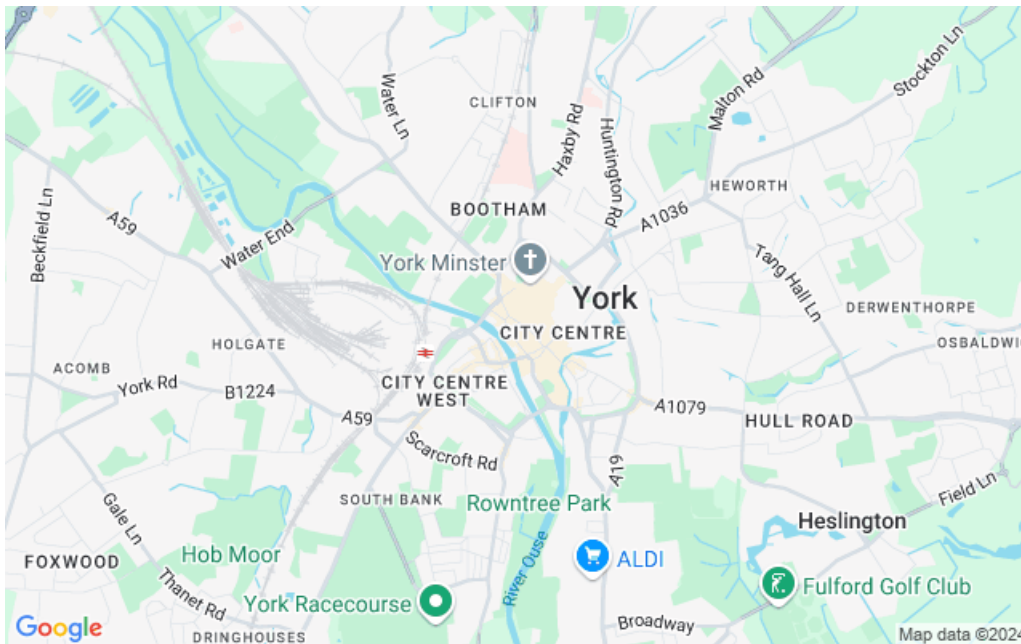 Stockton Ln
CLIFTON
Water Ln
Haxby Rd
Huntington Rd
Malton Rd
HEWORTH
BOOTHAM
A59
Beckfield Ln
Water End
A1036
York Minster
York
Tang Hall Ln
DERWENTHORPE
CITY CENTRE
HOLGATE
OSBALDWIC
ACOMB
York Rd
B1224
CITY CENTRE
WEST
A59
A1079
HULL ROAD
Scarcroft Rd
A19
SOUTH BANK
Rowntree Park
Field Ln
Gale Ln
Heslington
FOXWOOD
Hob Moor
River Ouse
ALDI
Thanet Rd
York Racecourse
Fulford Golf Club
Broadway
Google
DRINGHOUSES
Map data ©2024